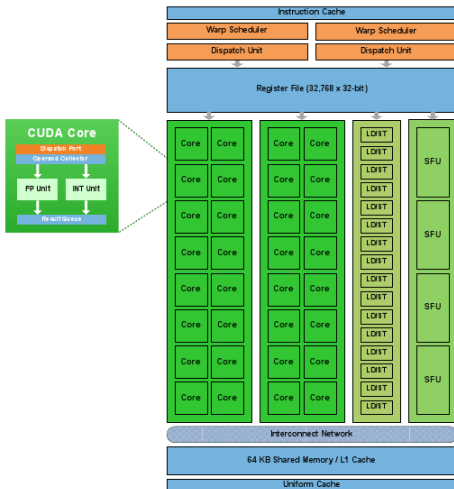 Instruction Cache
Warp Scheduler Warp Scheduler
Dispatch Unit Dispatch Unit
Register File (32,768 x 32-bit)
CUDA Core
Dispatch Port
Operand Collector
FP Unit INT Unit
Result Queue
Core Core Core Core LD/ST
LD/ST
SFU
Core Core Core Core LD/ST
LD/ST
Core Core Core Core LD/ST
LD/ST
SFU
Core Core Core Core LD/ST
LD/ST
Core Core Core Core LD/ST
LD/ST
SFU
Core Core Core Core LD/ST
LD/ST
Core Core Core Core LD/ST
LD/ST
SFU
Core Core Core Core LD/ST
Interconnect Network
64 KB Shared Memory / L1 Cache
Uniform Cache